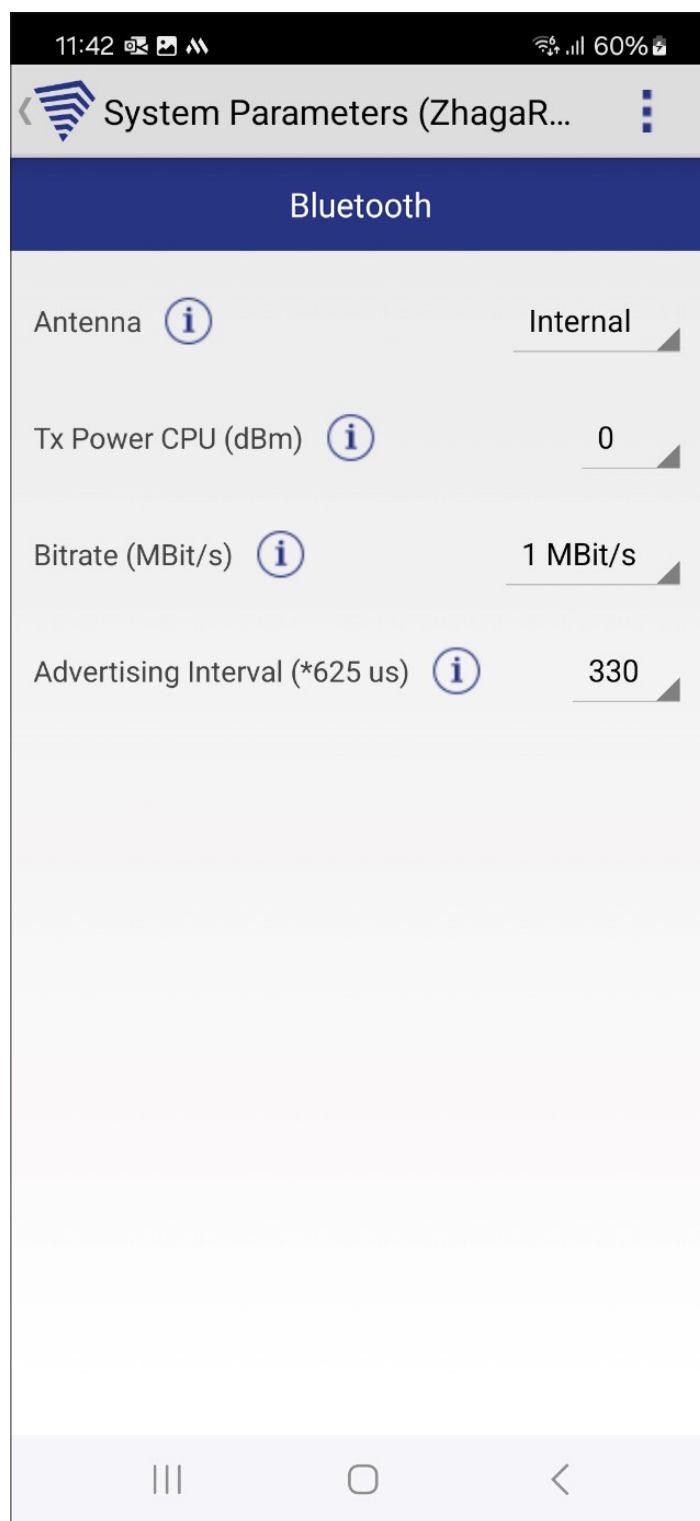 11:42 60%
System Parameters (ZhagaR...
Bluetooth
Antenna i Internal
Tx Power CPU (dBm) i 0
Bitrate (MBit/s) i 1 MBit/s
Advertising Interval (*625 us) i 330